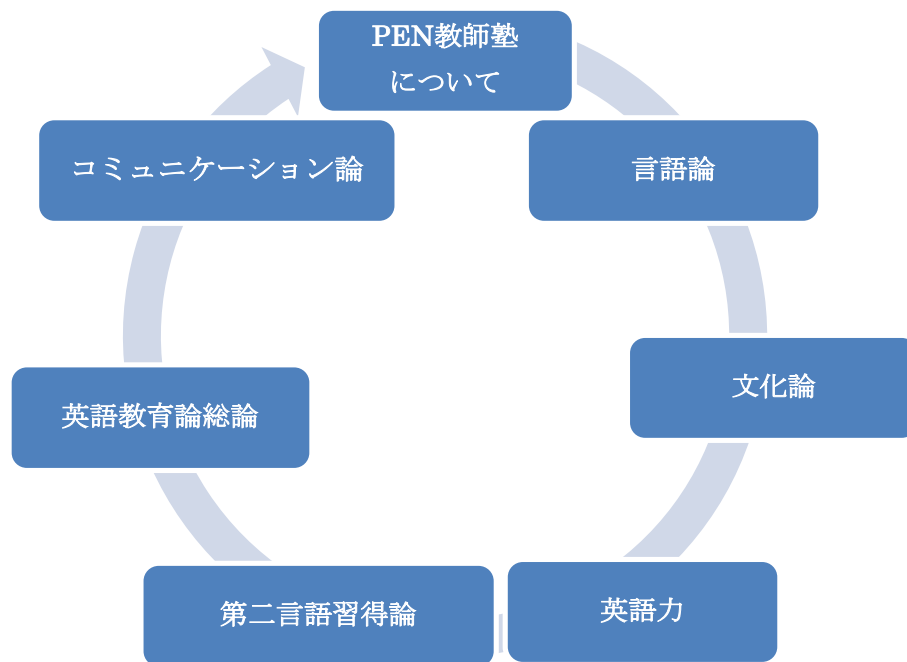 PEN教師塾
について
言語論
文化論
英語力
第二言語習得論
英語教育論総論
コミュニケーション論